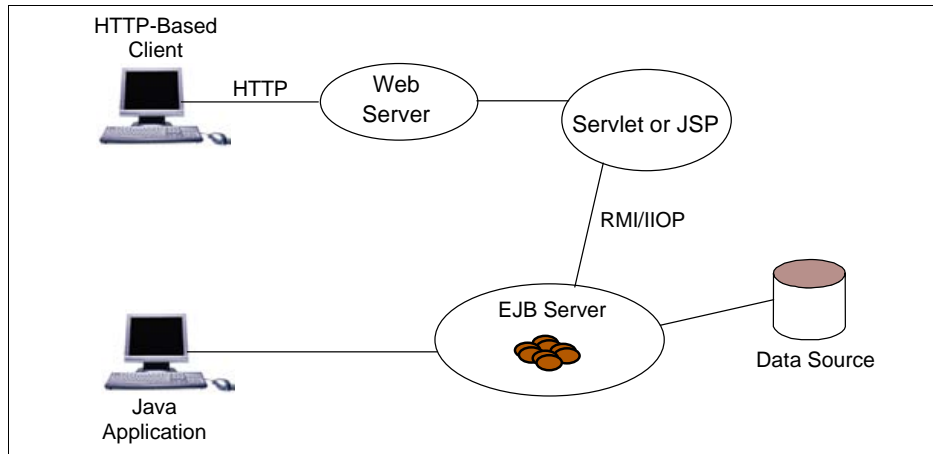 HTTP-Based
Client
HTTP
Web
Server
Servlet or JSP
RMI/IIOP
EJB Server
Data Source
Java
Application